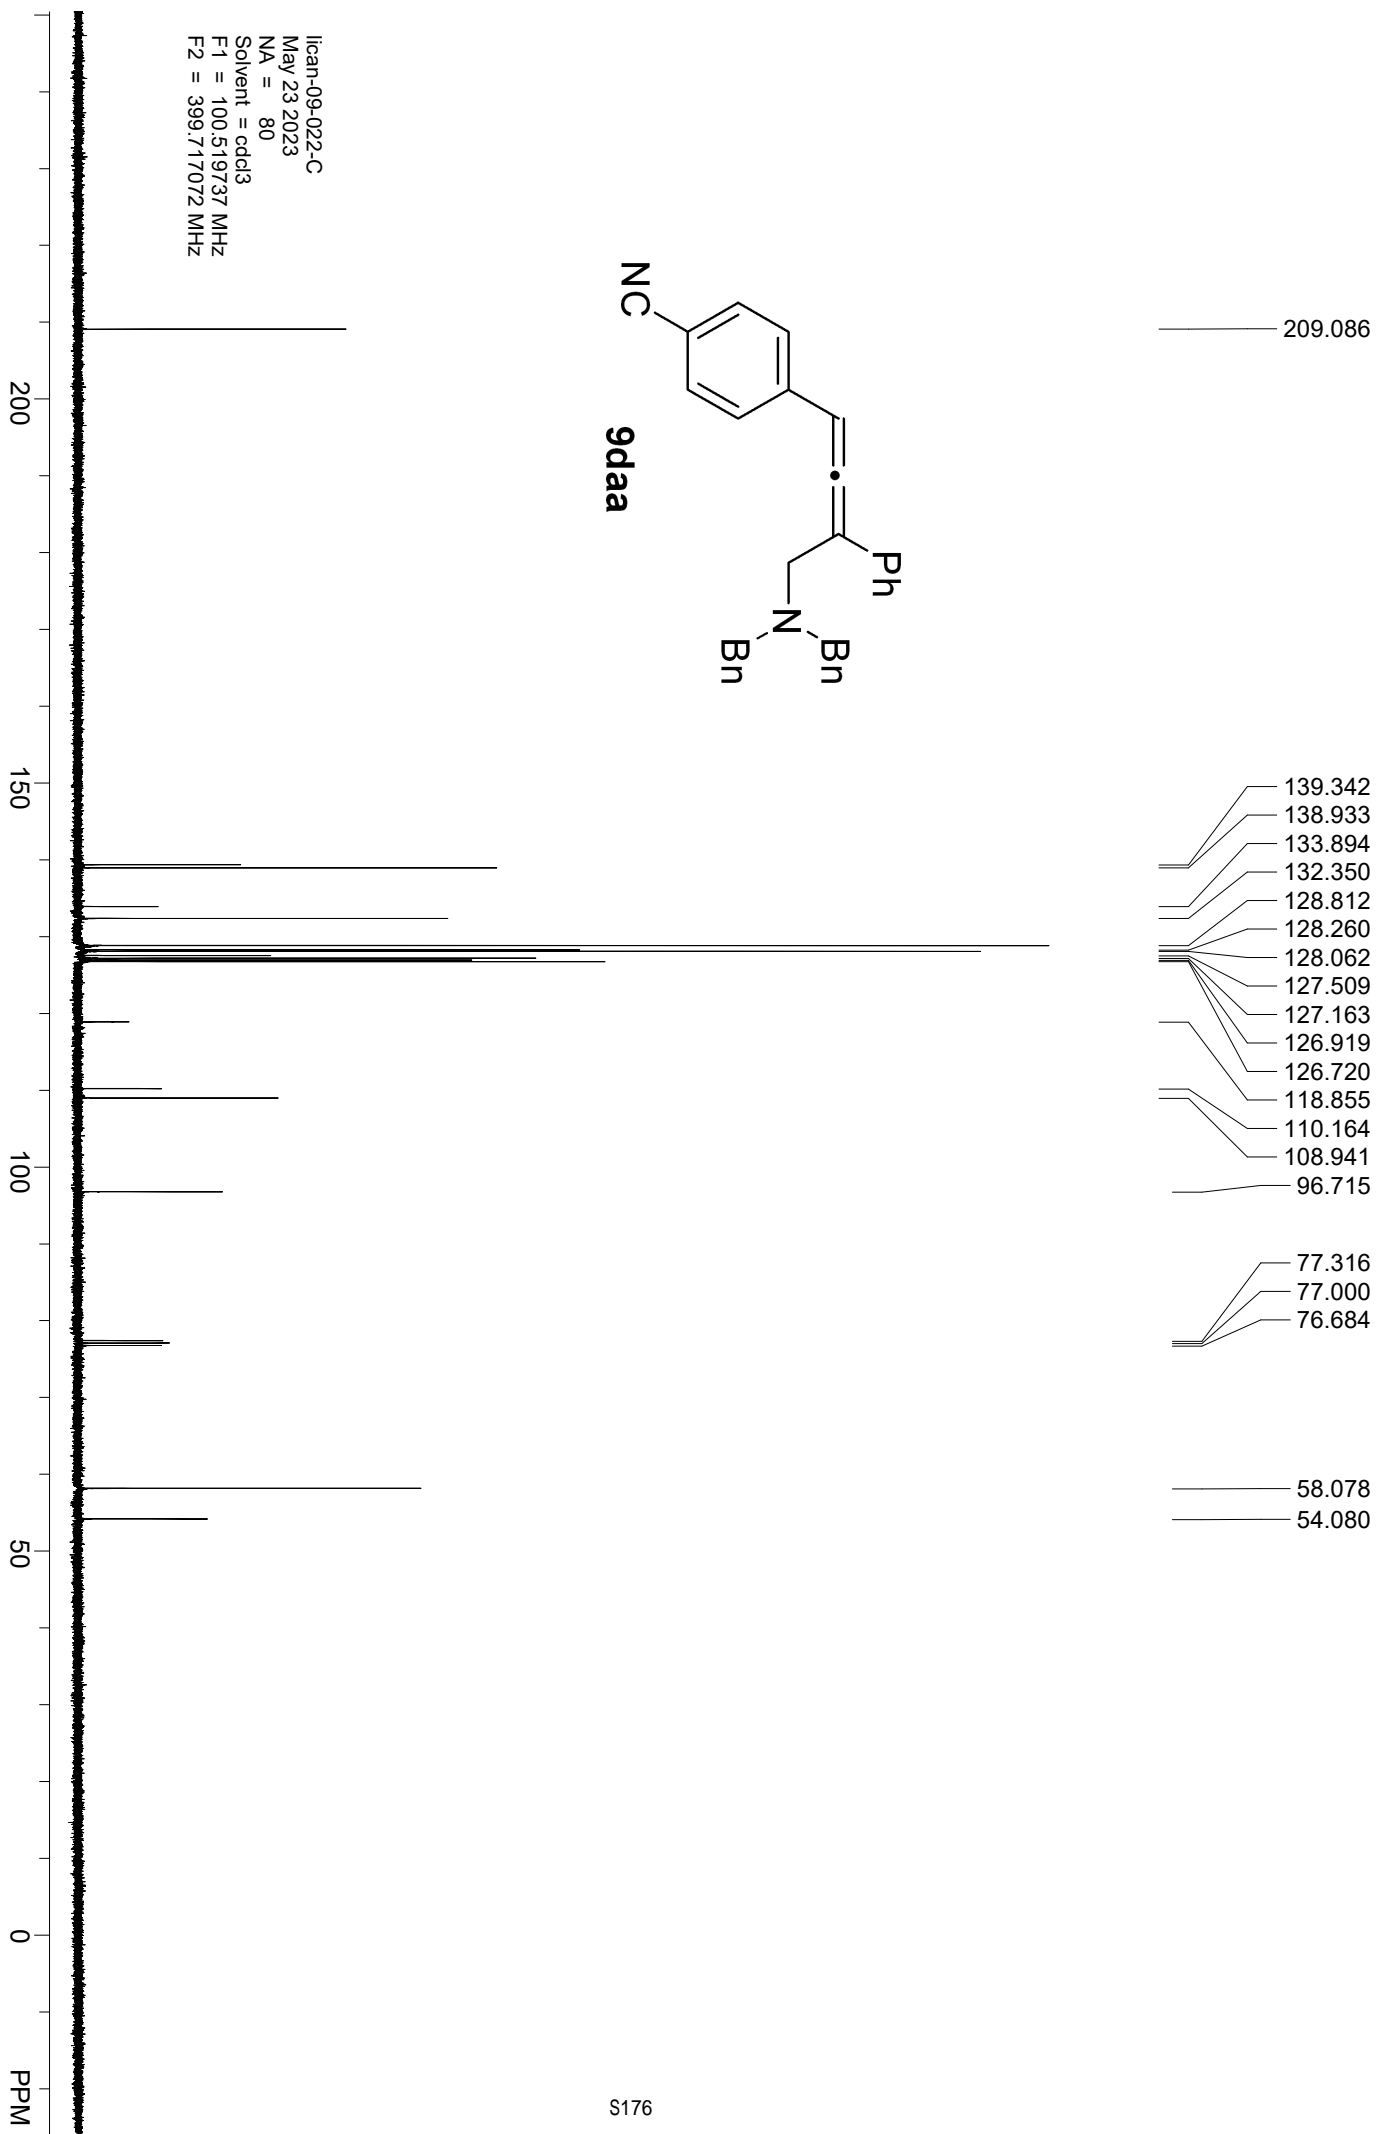 lican-09-022-C
May 23 2023
NA = 80
Solvent = cdcl3
F1 = 100.519737 MHz
F2 = 399.717072 MHz
NC
Ph
N
Bn
Bn
9daa
209.086
139.342
138.933
133.894
132.350
128.812
128.260
128.062
127.509
127.163
126.919
126.720
118.855
110.164
108.941
96.715
77.316
77.000
76.684
58.078
54.080
200
150
100
50
0
PPM
S176